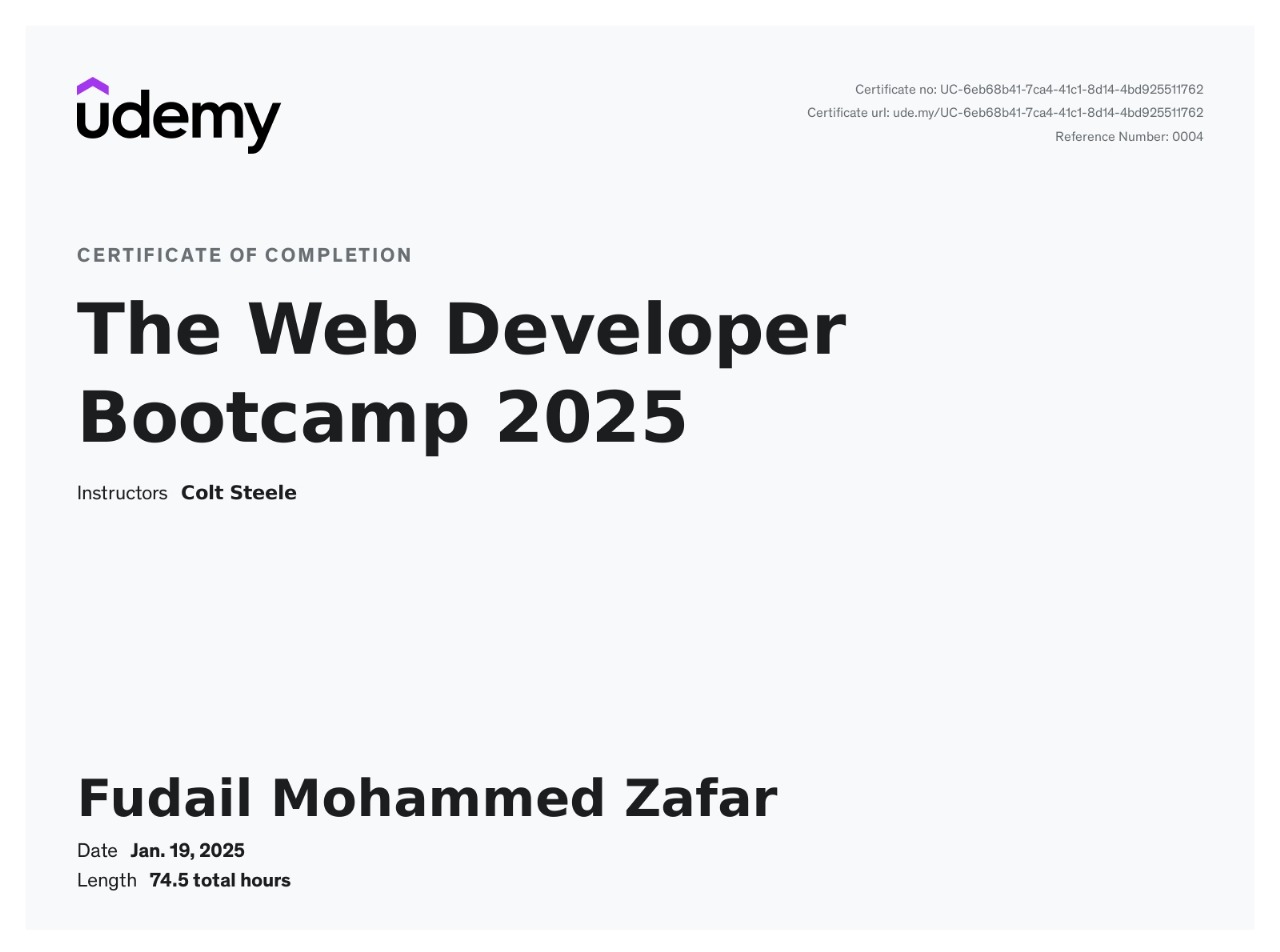 udemy
Certificate no: UC-6eb68b41-7ca4-41c1-8d14-4bd925511762
Certificate url: ude.my/UC-6eb68b41-7ca4-41c1-8d14-4bd925511762
Reference Number: 0004
CERTIFICATE OF COMPLETION
The Web Developer
Bootcamp 2025
Instructors Colt Steele
Fudail Mohammed Zafar
Date Jan. 19, 2025
Length 74.5 total hours